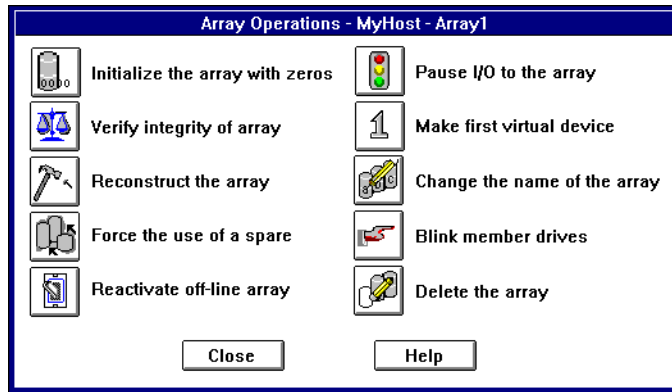 Array Operations - MyHost - Array1
Initialize the array with zeros
Pause I/O to the array
Verify integrity of array
1
Make first virtual device
Reconstruct the array
Change the name of the array
Force the use of a spare
Blink member drives
Reactivate off-line array
Delete the array
Close
Help